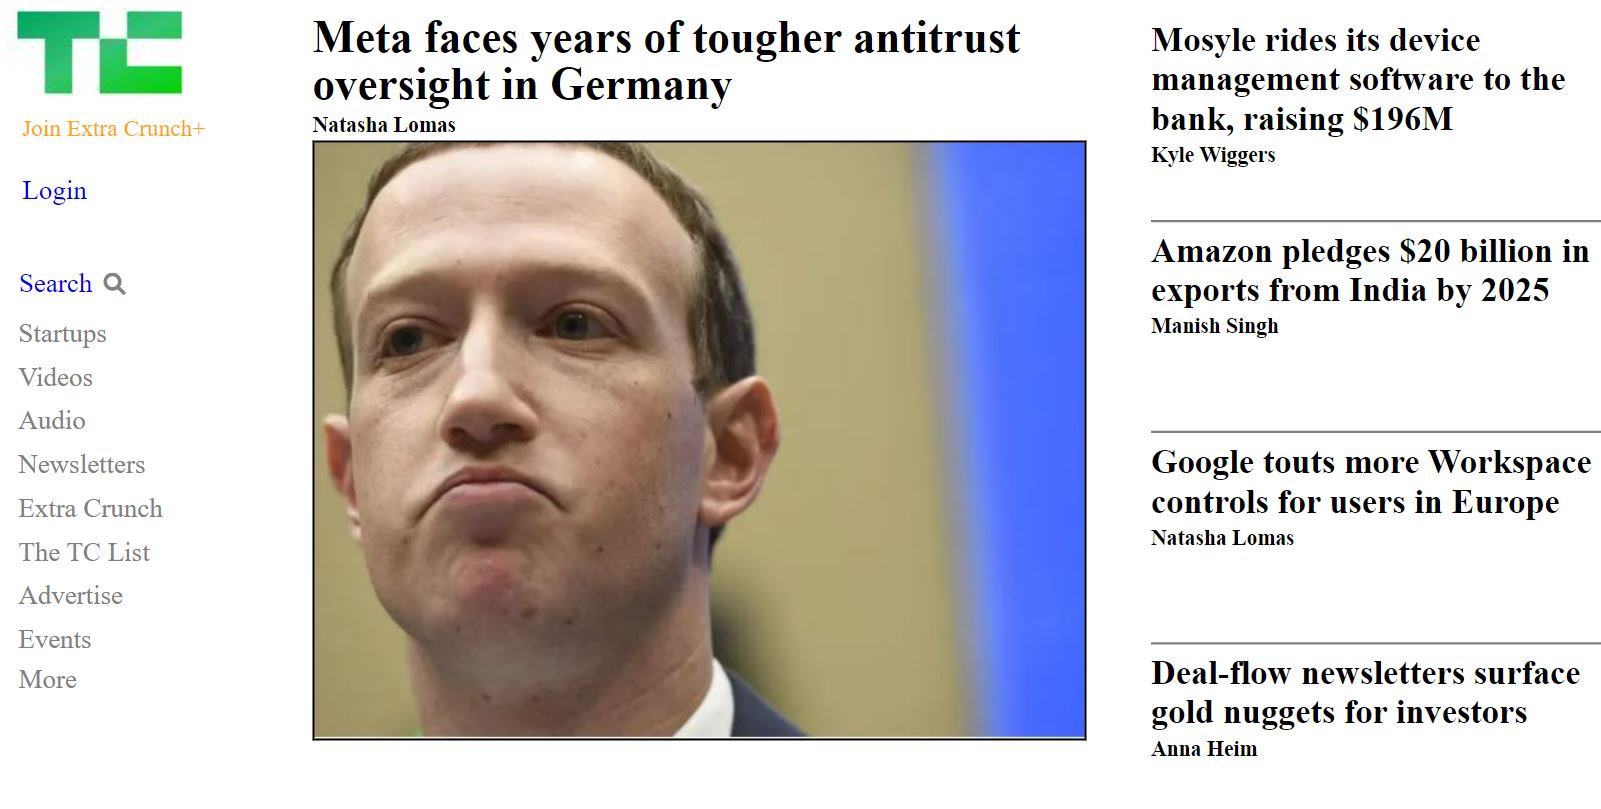 TC
Join Extra Crunch+
Login
Search
Startups
Videos
Audio
Newsletters
Extra Crunch
The TC List
Advertise
Events
More
Meta faces years of tougher antitrust
oversight in Germany
Natasha Lomas
Mosyle rides its device
management software to the
bank, raising $196M
Kyle Wiggers
Amazon pledges $20 billion in
exports from India by 2025
Manish Singh
Google touts more Workspace
controls for users in Europe
Natasha Lomas
Deal-flow newsletters surface
gold nuggets for investors
Anna Heim